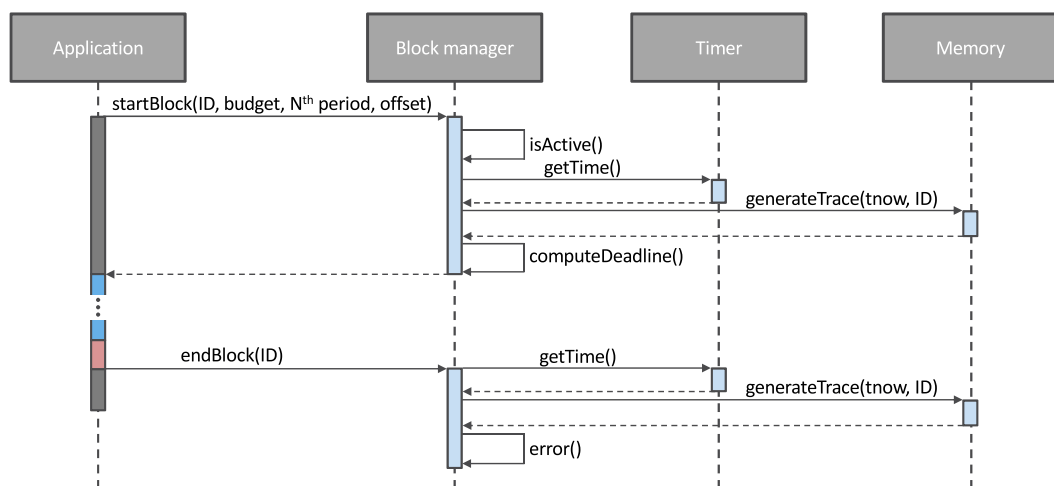 Application
Block manager
Timer
Memory
startBlock(ID, budget, Nth period, offset)
isActive()
getTime()
generateTrace(tnow, ID)
computeDeadline()
endBlock(ID)
getTime()
generateTrace(tnow, ID)
error()